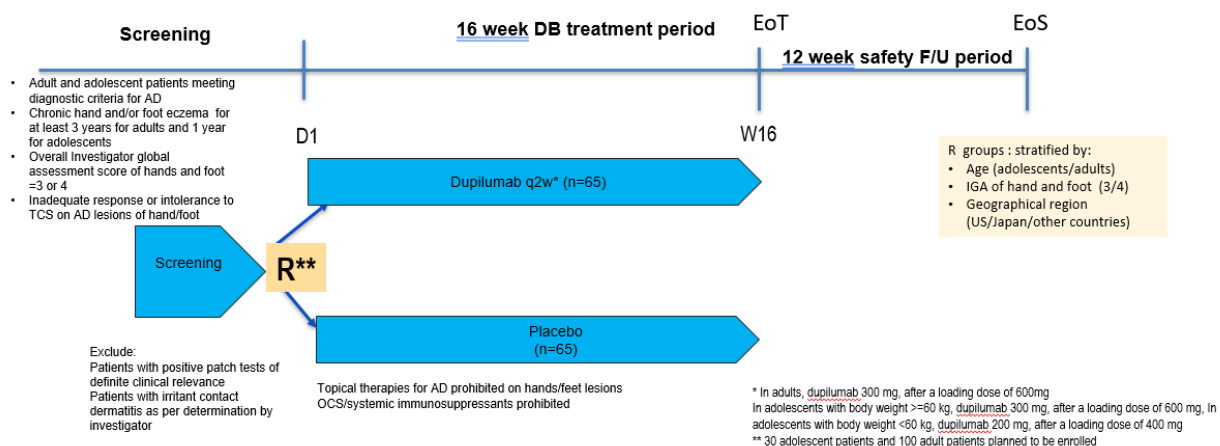 Screening
16 week DB treatment period
EoT
EoS
12 week safety F/U period
• Adult and adolescent patients meeting
diagnostic criteria for AD
• Chronic hand and/or foot eczema for
at least 3 years for adults and 1 year
for adolescents
• Overall Investigator global
assessment score of hands and foot
=3 or 4
• Inadequate response or intolerance to
TCS on AD lesions of hand/foot
D1
W16
Dupilumab q2w* (n=65)
R groups : stratified by:
• Age (adolescents/adults)
• IGA of hand and foot (3/4)
• Geographical region
(US/Japan/other countries)
Screening
R**
Placebo
(n=65)
Exclude:
Patients with positive patch tests of
definite clinical relevance
Patients with irritant contact
dermatitis as per determination by
investigator
Topical therapies for AD prohibited on hands/feet lesions
OCS/systemic immunosuppressants prohibited
* In adults, dupilumab 300 mg, after a loading dose of 600mg
In adolescents with body weight >=60 kg, dupilumab 300 mg, after a loading dose of 600 mg, In
adolescents with body weight <60 kg, dupilumab 200 mg, after a loading dose of 400 mg
** 30 adolescent patients and 100 adult patients planned to be enrolled